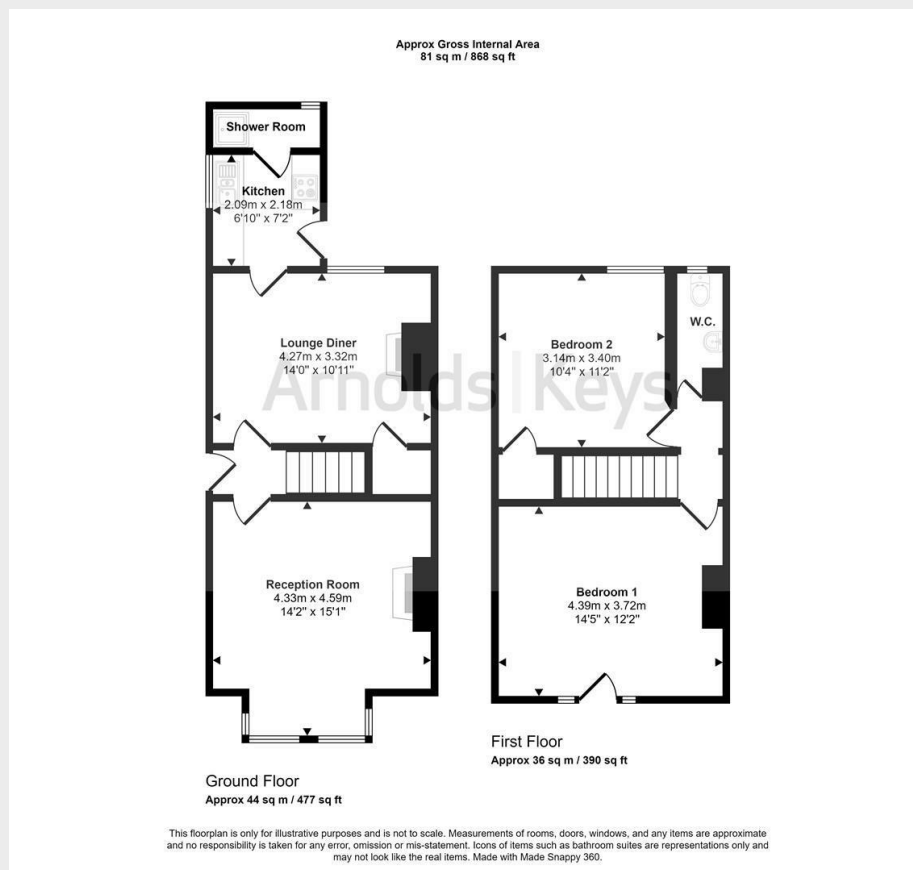 Approx Gross Internal Area
81 sq m / 868 sq ft
Shower Room
Kitchen
2.09m x 2.18m
6'10" x 7'2"
Lounge Diner
4.27m x 3.32m
14'0" x 10'11"
Bedroom 2
3.14m x 3.40m
10'4" x 11'2"
W.C.
Arnolds Keys
Reception Room
4.33m x 4.59m
14'2" x 15'1"
Bedroom 1
4.39m x 3.72m
14'5" x 12'2"
First Floor
Approx 36 sq m / 390 sq ft
Ground Floor
Approx 44 sq m / 477 sq ft
This floorplan is only for illustrative purposes and is not to scale. Measurements of rooms, doors, windows, and any items are approximate
and no responsibility is taken for any error, omission or mis-statement. Icons of items such as bathroom suites are representations only and
may not look like the real items. Made with Made Snappy 360.